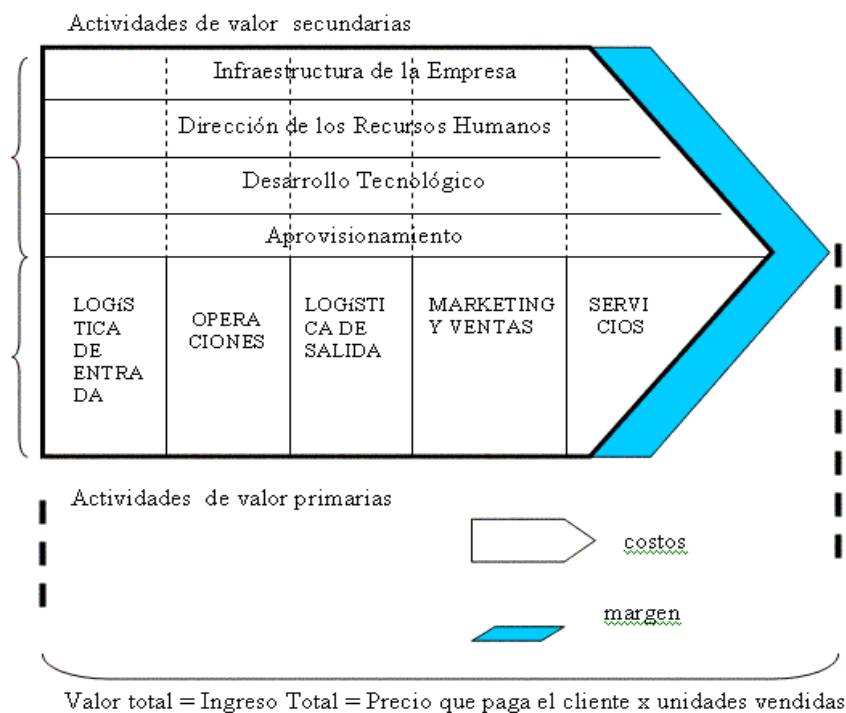 Actividades de valor secundarias
Infraestructura de la Empresa
Dirección de los Recursos Humanos
Desarrollo Tecnológico
Aprovisionamiento
LOGíS
TICA
DE
ENTRA
DA
OPERA
CIONES
LOGíSTI
CA DE
SALIDA
MARKETING
Y VENTAS
SERVI
CIOS
Actividades de valor primarias
costos
margen
Valor total = Ingreso Total = Precio que paga el cliente x unidades vendidas